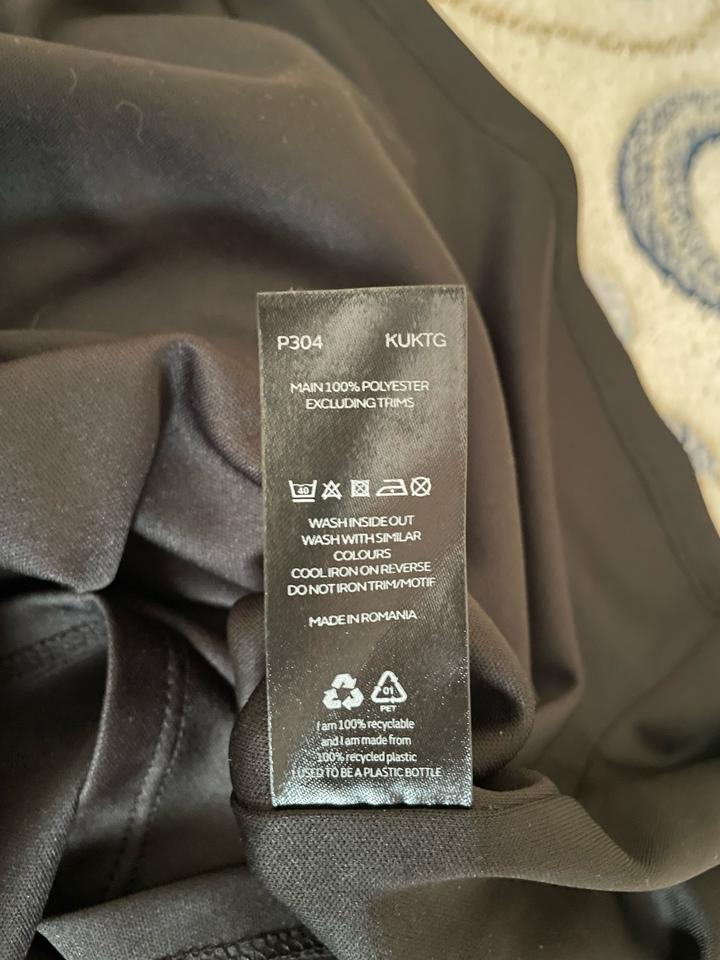 P304 KUKTG
MAIN 100% POLYESTER
EXCLUDING TRIMS
40
WASH INSIDE OUT
WASH WITH SIMILAR
COLOURS
COOL IRON ON REVERSE
DO NOT IRON TRIM/MOTIF
MADE IN ROMANIA
01
PET
I am 100% recyclable
and I am made from
100% recycled plastic
I USED TO BE A PLASTIC BOTTLE